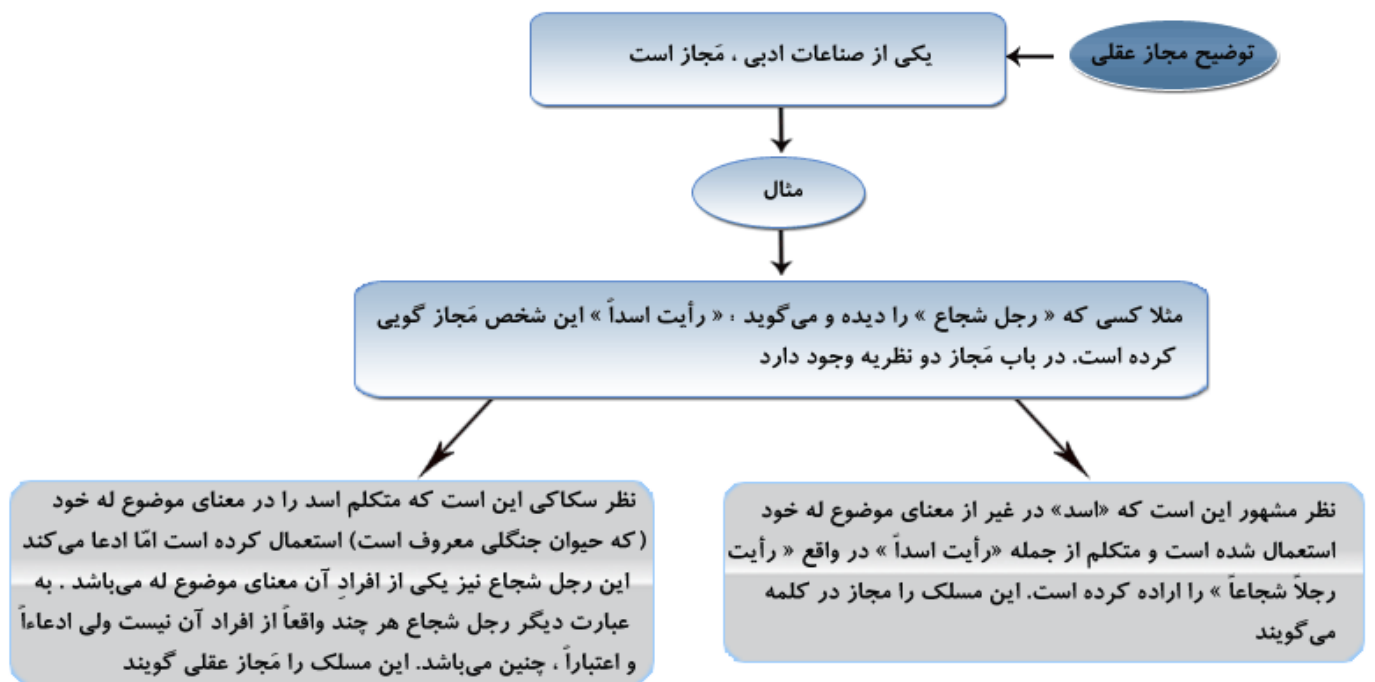 توضیح مجاز عقلی
یکی از صناعات ادبی ، مَجاز است
مثال
مثلا کسی که « رجل شجاع » را دیده و می‌گوید : « رأیت اسداً » این شخص مَجاز گویی
کرده است. در باب مَجاز دو نظریه وجود دارد
نظر مشهور این است که «اسد» در غیر از معنای موضوع له خود
استعمال شده است و متکلم از جمله «رأیت اسداً » در واقع « رأیت
رجلاً شجاعاً » را اراده کرده است. این مسلک را مجاز در کلمه
می‌گویند
نظر سکاکی این است که متکلم اسد را در معنای موضوع له خود
( که حیوان جنگلی معروف است) استعمال کرده است امّا ادعا می‌کند
این رجل شجاع نیز یکی از افرادِ آن معنای موضوع له می‌باشد . به
عبارت دیگر رجل شجاع هر چند واقعاً از افراد آن نیست ولی ادعاءاً
و اعتباراً ، چنین می‌باشد. این مسلک را مَجاز عقلی گویند